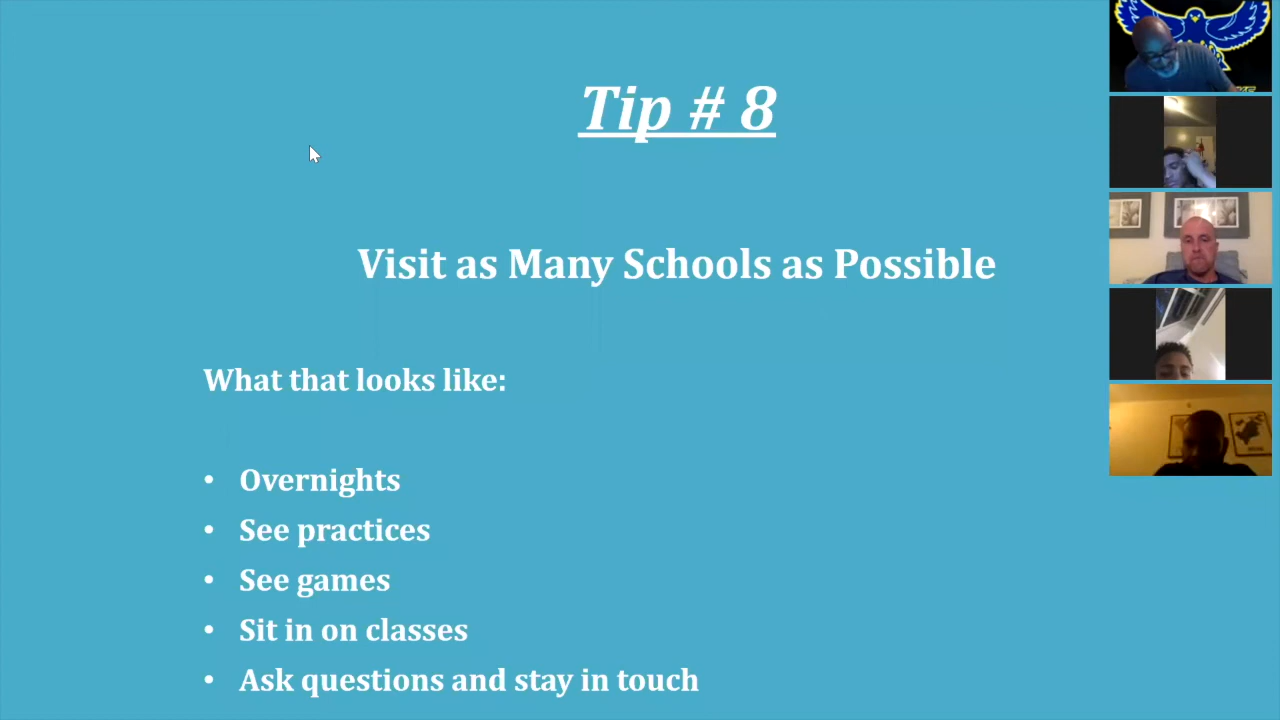 Tip # 8
Visit as Many Schools as Possible
What that looks like:
• Overnights
• See practices
• See games
• Sit in on classes
• Ask questions and stay in touch